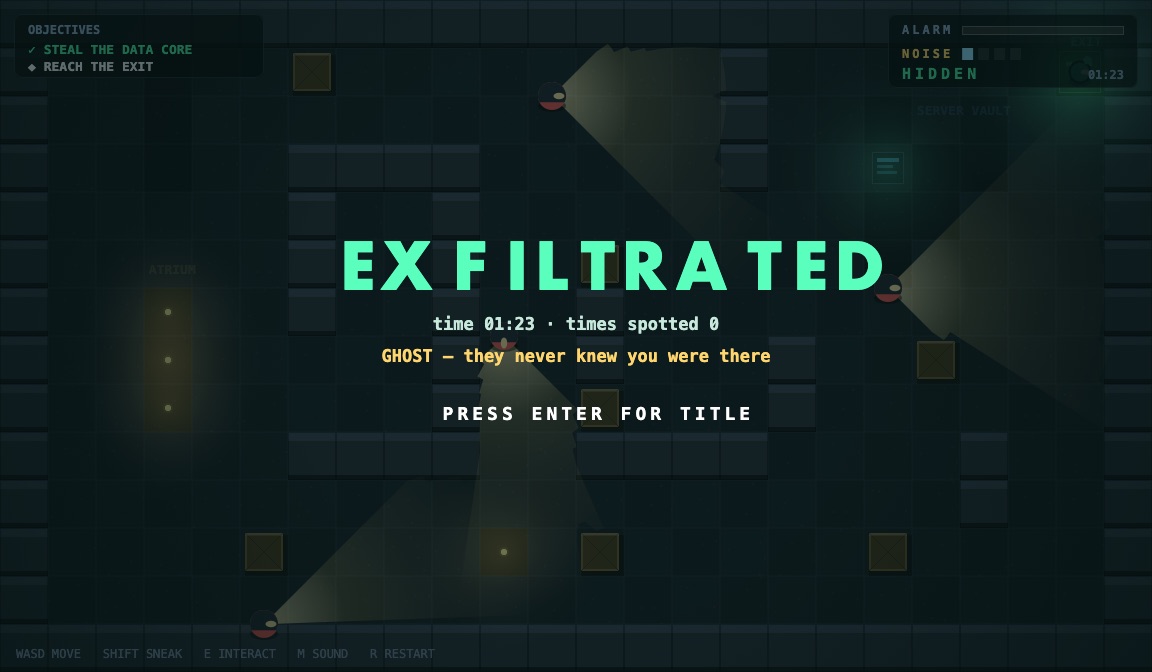 OBJECTIVES
✓ STEAL THE DATA CORE
◆ REACH THE EXIT
ALARM
NOISE
HIDDEN 01:23
SERVER VAULT
ATRIUM
EXFILTRATED
time 01:23 · times spotted 0
GHOST — they never knew you were there
PRESS ENTER FOR TITLE
WASD MOVE SHIFT SNEAK E INTERACT M SOUND R RESTART